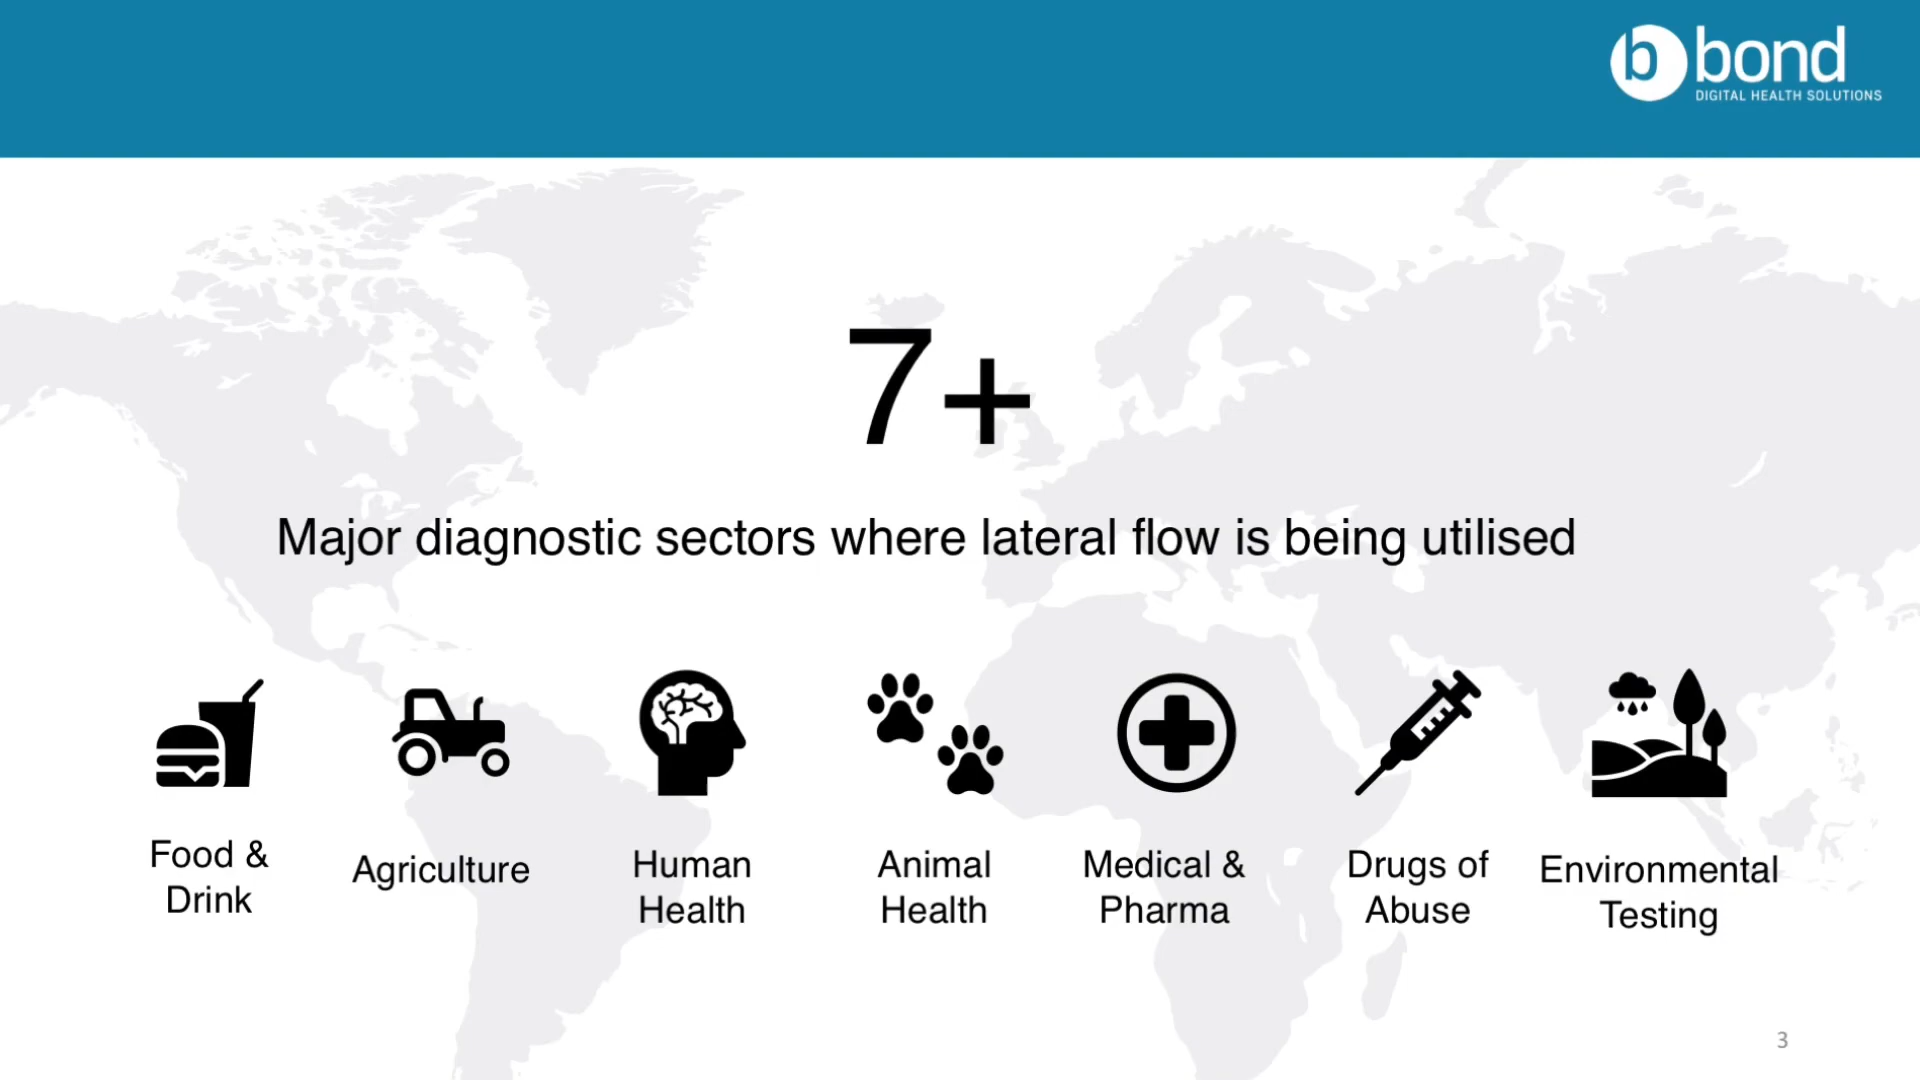 b bond
DIGITAL HEALTH SOLUTIONS
7+
Major diagnostic sectors where lateral flow is being utilised
Food &
Drink
Agriculture
Human
Health
Animal
Health
Medical &
Pharma
Drugs of
Abuse
Environmental
Testing
3